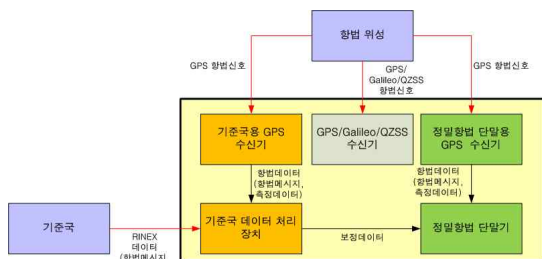 항법 위성
GPS 항법신호
GPS/
Galileo/QZSS
항법신호
GPS 항법신호
기준국용 GPS
수신기
GPS/Galileo/QZSS
수신기
정밀항법 단말용
GPS 수신기
항법데이터
(항법메시지,
측정데이터)
항법데이터
(항법메시지,
측정데이터)
기준국
RINEX
데이터
(항법메시지
기준국 데이터 처리
장치
보정데이터
정밀항법 단말기